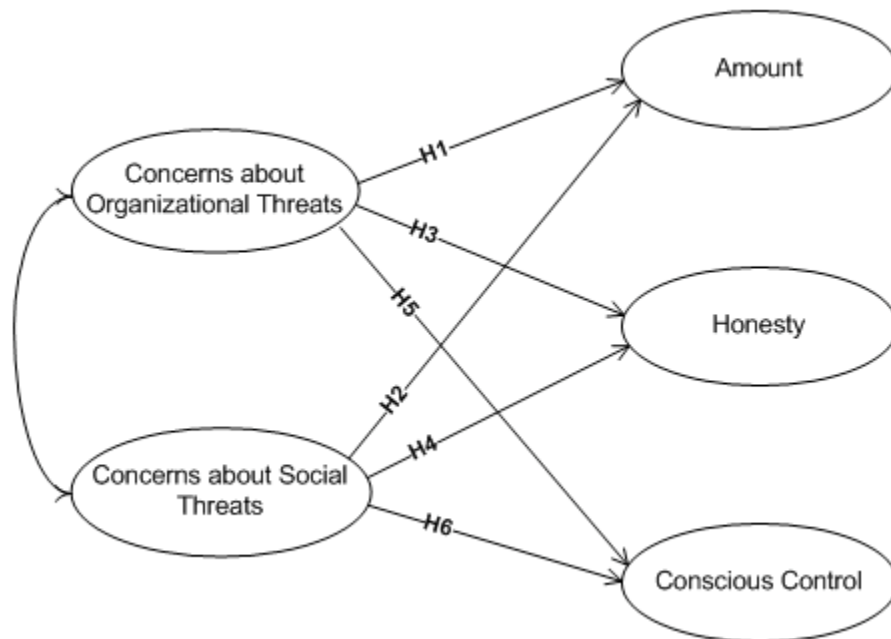 Amount
Concerns about
Organizational Threats
H1
H3
H5
Honesty
H2
H4
Concerns about Social
Threats
H6
Conscious Control